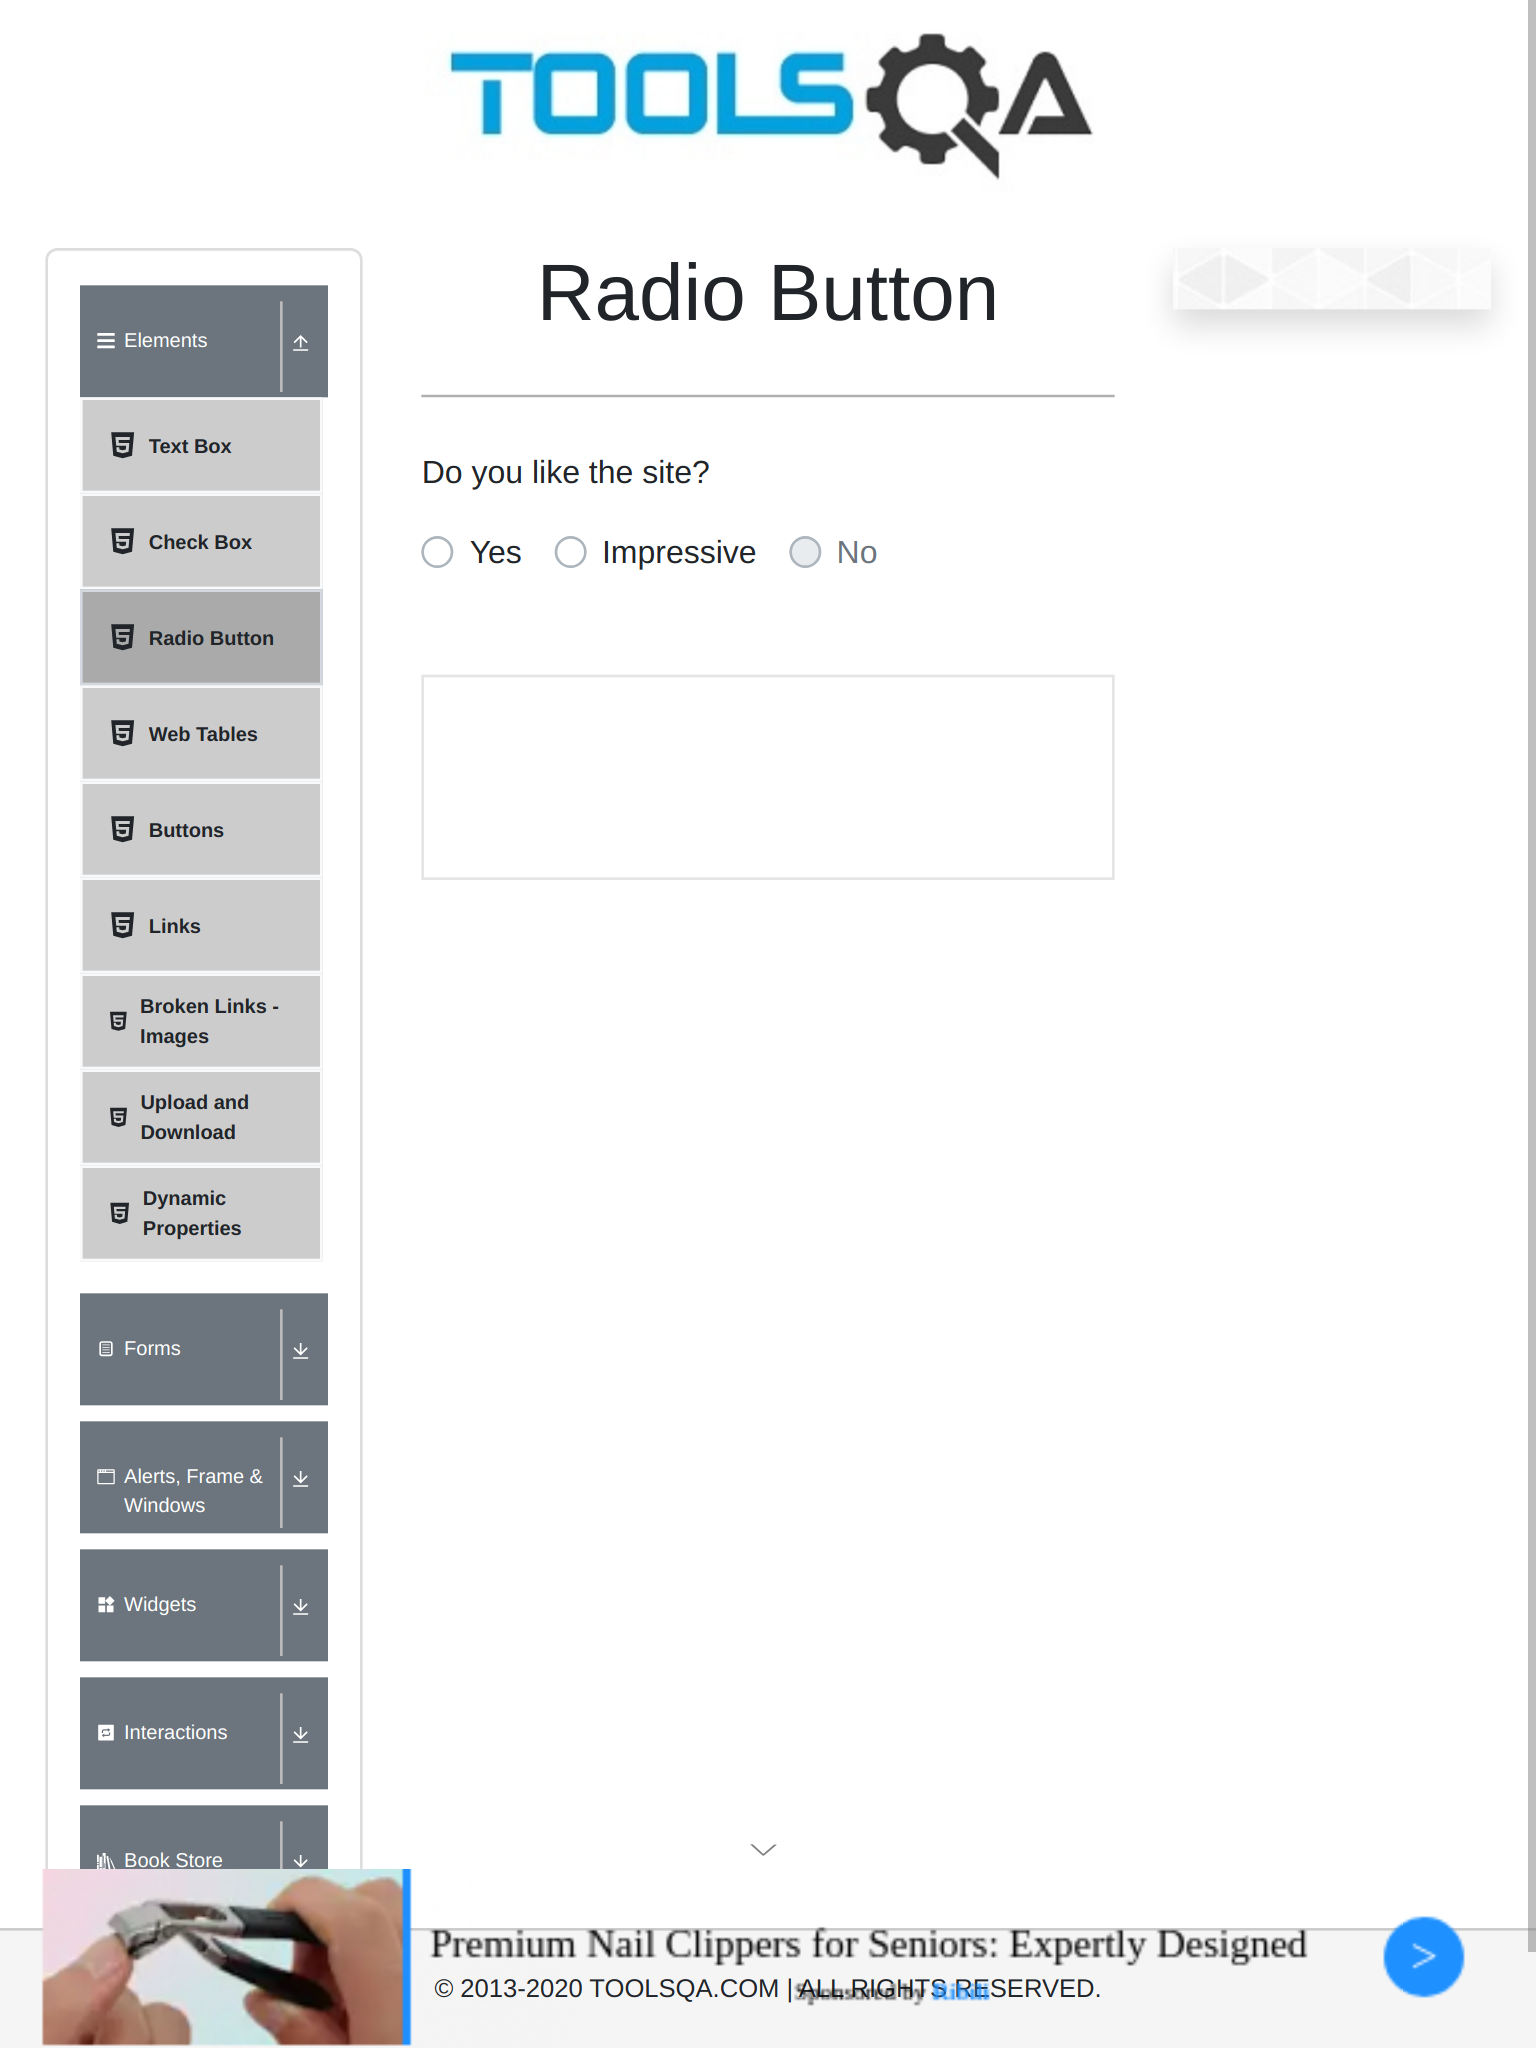 TOOLSQA
Radio Button
Elements
Text Box
Check Box
Radio Button
Web Tables
Buttons
Links
Broken Links -
Images
Upload and
Download
Dynamic
Properties
Forms
Alerts, Frame &
Windows
Widgets
Interactions
Book Store
Do you like the site?
Yes Impressive No
Premium Nail Clippers for Seniors: Expertly Designed
© 2013-2020 TOOLSQA.COM | ALL RIGHTS RESERVED.
Sponsored by